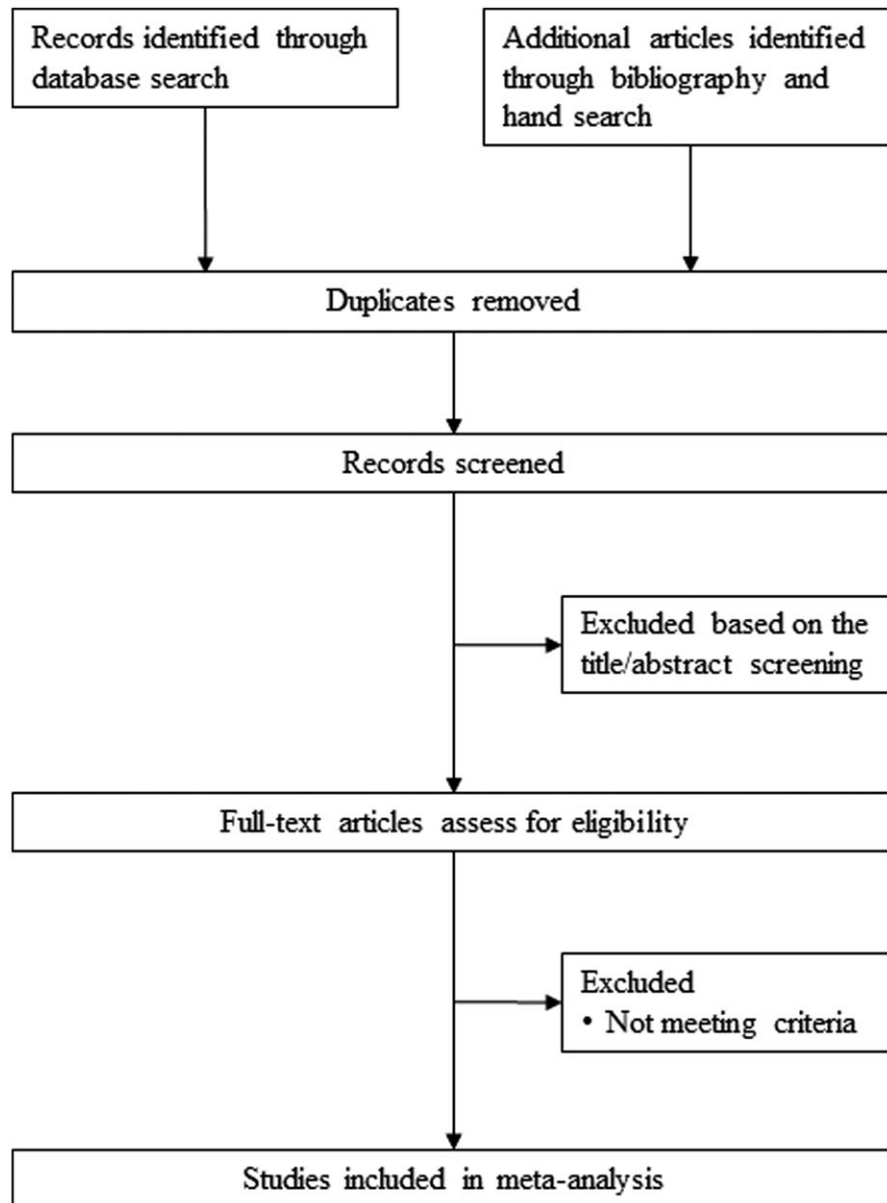 Records identified through
database search
Additional articles identified
through bibliography and
hand search
Duplicates removed
Records screened
Excluded based on the
title/abstract screening
Full-text articles assess for eligibility
Excluded
• Not meeting criteria
Studies included in meta-analysis